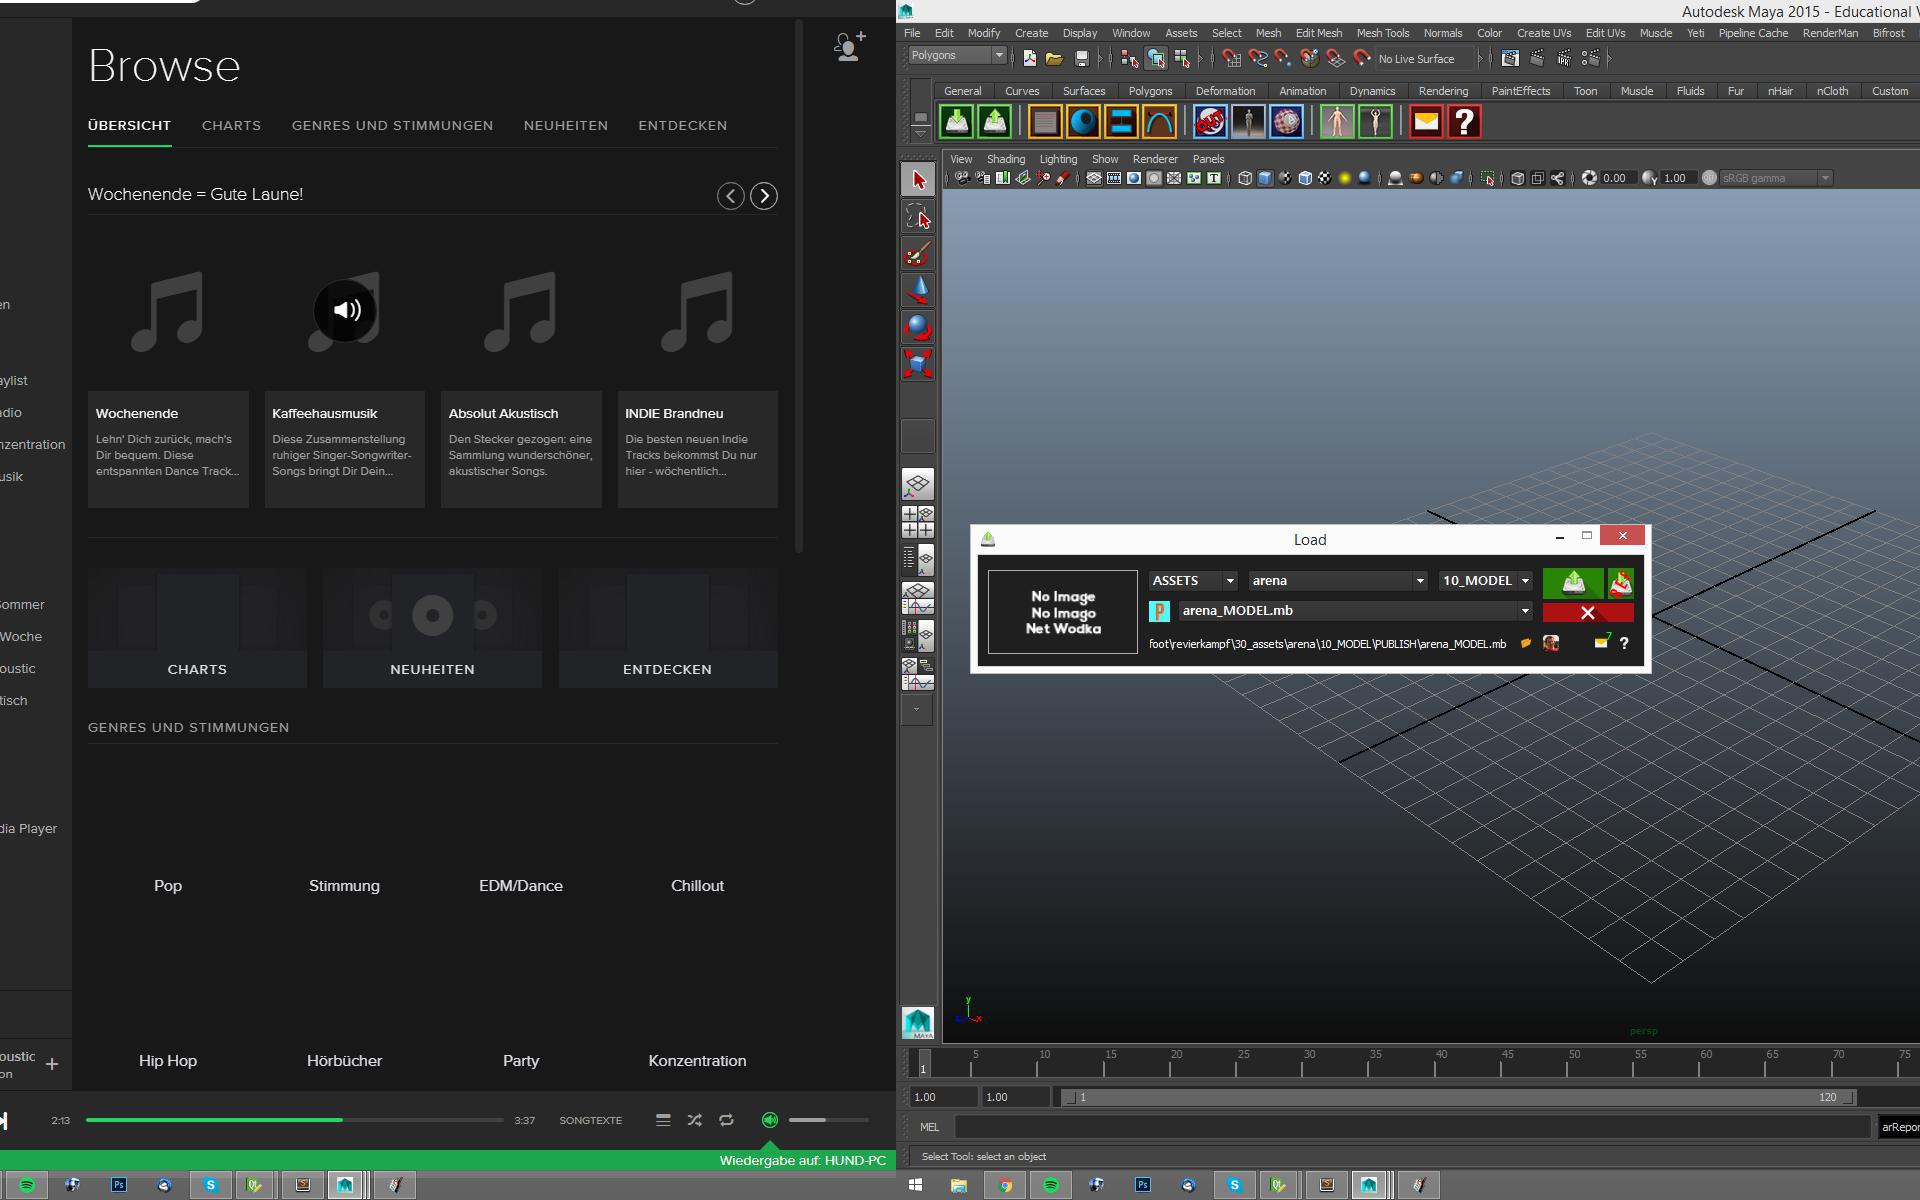 Browse
ÜBERSICHT CHARTS GENRES UND STIMMUNGEN NEUHEITEN ENTDECKEN
Wochenende = Gute Laune!
Wochenende
Lehn' Dich zurück, mach's
Dir bequem. Diese
entspannten Dance Track...
Kaffeehausmusik
Diese Zusammenstellung
ruhiger Singer-Songwriter-
Songs bringt Dir Dein...
Absolut Akustisch
Den Stecker gezogen: eine
Sammlung wunderschöner,
akustischer Songs.
INDIE Brandneu
Die besten neuen Indie
Tracks bekommst Du nur
hier - wöchentlich...
CHARTS NEUHEITEN ENTDECKEN
GENRES UND STIMMUNGEN
Pop Stimmung EDM/Dance Chillout
Hip Hop Hörbücher Party Konzentration
en
aylist
adio
nzentration
usik
Sommer
Woche
oustic
tisch
dia Player
oustic
on
2:13 3:37 SONGTEXTE
Wiedergabe auf: HUND-PC
Autodesk Maya 2015 - Educational V
File Edit Modify Create Display Window Assets Select Mesh Edit Mesh Mesh Tools Normals Color Create UVs Edit UVs Muscle Yeti Pipeline Cache RenderMan Bifrost
Polygons No Live Surface
General Curves Surfaces Polygons Deformation Animation Dynamics Rendering PaintEffects Toon Muscle Fluids Fur nHair nCloth Custom
OUT ?
View Shading Lighting Show Renderer Panels
0.00 1.00 sRGB gamma
Load
No Image
No Imago
Net Wodka
ASSETS arena 10_MODEL
P arena_MODEL.mb
foot\revierkampf\30_assets\arena\10_MODEL\PUBLISH\arena_MODEL.mb 7 ?
y
x
persp
MAYA
1 5 10 15 20 25 30 35 40 45 50 55 60 65 70 75
1.00 1.00 1 120
MEL arRepor
Select Tool: select an object
Ps S Qt S
Ps S Qt S